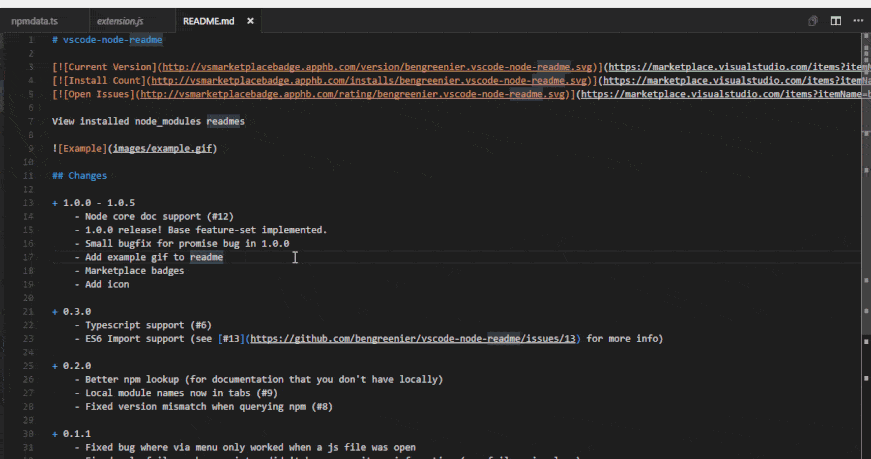 npmdata.ts extension.js README.md ×
1 # vscode-node-readme
2
3 [![Current Version](http://vsmarketplacebadge.apphb.com/version/bengreenier.vscode-node-readme.svg)](https://marketplace.visualstudio.com/items?itemN
4 [![Install Count](http://vsmarketplacebadge.apphb.com/installs/bengreenier.vscode-node-readme.svg)](https://marketplace.visualstudio.com/items?itemNa
5 [![Open Issues](http://vsmarketplacebadge.apphb.com/rating/bengreenier.vscode-node-readme.svg)](https://marketplace.visualstudio.com/items?itemName=b
6
7 View installed node_modules readmes
8
9 ![Example](images/example.gif)
10
11 ## Changes
12
13 + 1.0.0 - 1.0.5
14 - Node core doc support (#12)
15 - 1.0.0 release! Base feature-set implemented.
16 - Small bugfix for promise bug in 1.0.0
17 - Add example gif to readme
18 - Marketplace badges
19 - Add icon
20
21 + 0.3.0
22 - Typescript support (#6)
23 - ES6 Import support (see [#13](https://github.com/bengreenier/vscode-node-readme/issues/13) for more info)
24
25 + 0.2.0
26 - Better npm lookup (for documentation that you don't have locally)
27 - Local module names now in tabs (#9)
28 - Fixed version mismatch when querying npm (#8)
29
30 + 0.1.1
31 - Fixed bug where via menu only worked when a js file was open